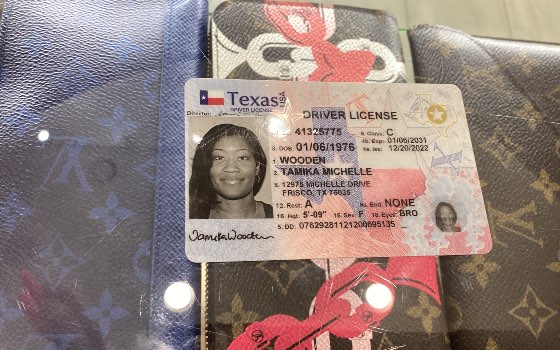 Texas USA
DRIVER LICENSE
Director:
DRIVER LICENSE
41325775
9. Class: C
3. DOB: 01/06/1976
4b. Exp: 01/06/2031
4a. Iss: 12/20/2022
1. WOODEN
2. TAMIKA MICHELLE
8. 12975 MICHELLE DRIVE
FRISCO, TX 75035
12. Rest: A
9a. End: NONE
16. Hgt: 5'-09"
15. Sex: F
18. Eyes: BRO
5. DD: 07629281121200695135
Tamika Wooden